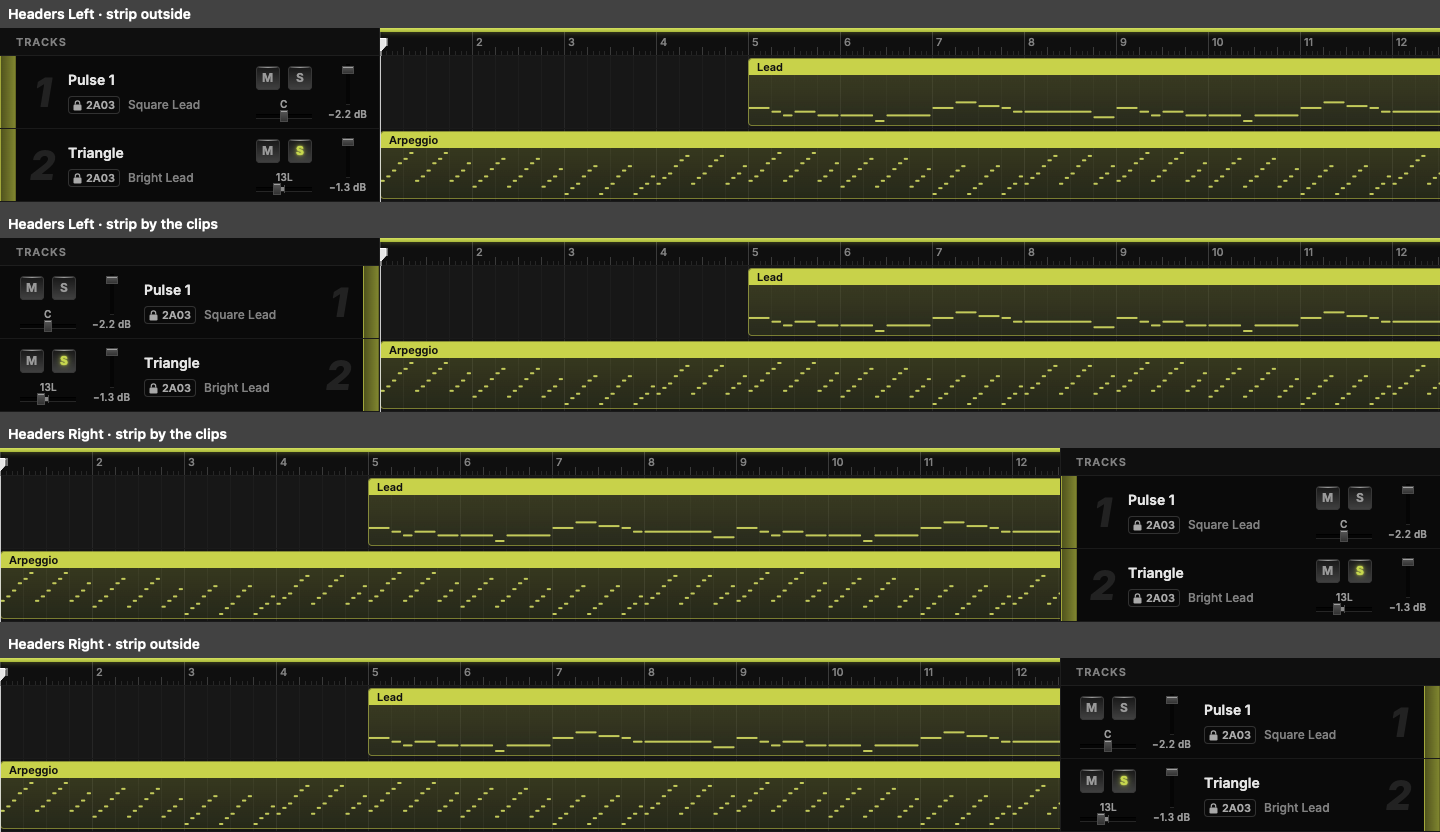 Headers Left · strip outside
TRACKS 2 3 4 5 6 7 8 9 10 11 12
1 Pulse 1 M S Lead
2A03 Square Lead C −2.2 dB
2 Triangle M S Arpeggio
2A03 Bright Lead 13L −1.3 dB
Headers Left · strip by the clips
TRACKS 2 3 4 5 6 7 8 9 10 11 12
M S Pulse 1 1 Lead
C −2.2 dB 2A03 Square Lead
M S Triangle 2 Arpeggio
13L −1.3 dB 2A03 Bright Lead
Headers Right · strip by the clips
2 3 4 5 6 7 8 9 10 11 12 TRACKS
Lead 1 Pulse 1 M S
2A03 Square Lead C −2.2 dB
Arpeggio 2 Triangle M S
2A03 Bright Lead 13L −1.3 dB
Headers Right · strip outside
2 3 4 5 6 7 8 9 10 11 12 TRACKS
Lead M S Pulse 1 1
C −2.2 dB 2A03 Square Lead
Arpeggio M S Triangle 2
13L −1.3 dB 2A03 Bright Lead